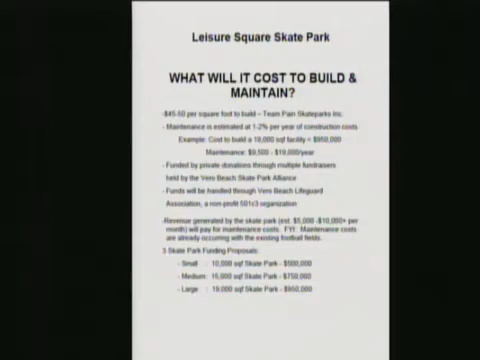 Leisure Square Skate Park
WHAT WILL IT COST TO BUILD &
MAINTAIN?
-$45-50 per square foot to build – Team Pain Skateparks Inc.
- Maintenance is estimated at 1-2% per year of construction costs
Example: Cost to build a 19,000 sqf facility = $950,000
Maintenance: $9,500 - $19,000/year
- Funded by private donations through multiple fundraisers
held by the Vero Beach Skate Park Alliance
- Funds will be handled through Vero Beach Lifeguard
Association, a non-profit 501c3 organization
-Revenue generated by the skate park (est. $5,000 -$10,000+ per
month) will pay for maintenance costs. FYI: Maintenance costs
are already occurring with the existing football fields.
3 Skate Park Funding Proposals:
- Small : 10,000 sqf Skate Park - $500,000
- Medium: 15,000 sqf Skate Park - $750,000
- Large : 19,000 sqf Skate Park - $950,000